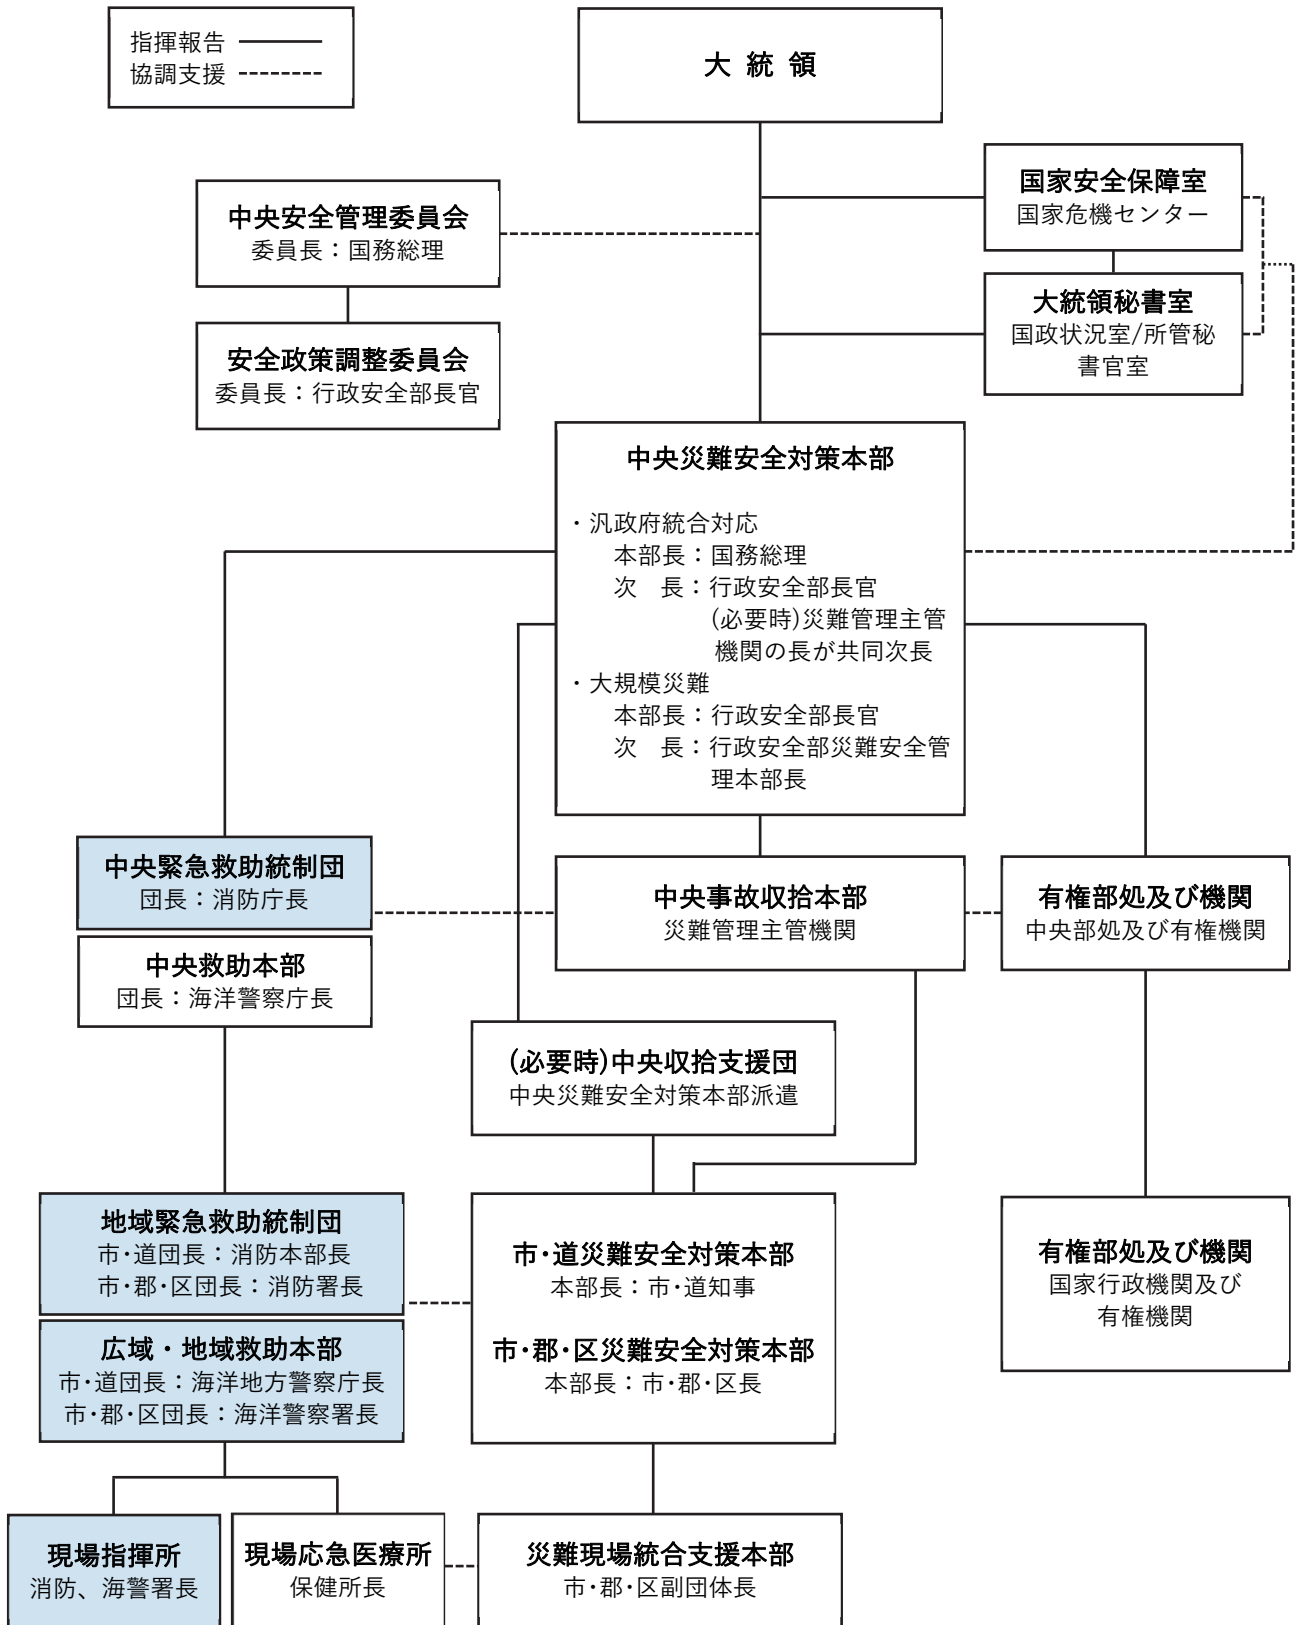 指揮報告
協調支援
大 統 領
国家安全保障室
国家危機センター
中央安全管理委員会
委員長：国務総理
大統領秘書室
国政状況室/所管秘
書官室
安全政策調整委員会
委員長：行政安全部長官
中央災難安全対策本部
・汎政府統合対応
本部長：国務総理
次　長：行政安全部長官
(必要時)災難管理主管
機関の長が共同次長
・大規模災難
本部長：行政安全部長官
次　長：行政安全部災難安全管
理本部長
中央緊急救助統制団
団長：消防庁長
中央事故収拾本部
災難管理主管機関
有権部処及び機関
中央部処及び有権機関
中央救助本部
団長：海洋警察庁長
(必要時)中央収拾支援団
中央災難安全対策本部派遣
地域緊急救助統制団
市･道団長：消防本部長
市･郡･区団長：消防署長
市･道災難安全対策本部
本部長：市･道知事
市･郡･区災難安全対策本部
本部長：市･郡･区長
有権部処及び機関
国家行政機関及び
有権機関
広域・地域救助本部
市･道団長：海洋地方警察庁長
市･郡･区団長：海洋警察署長
現場指揮所
消防、海警署長
現場応急医療所
保健所長
災難現場統合支援本部
市･郡･区副団体長